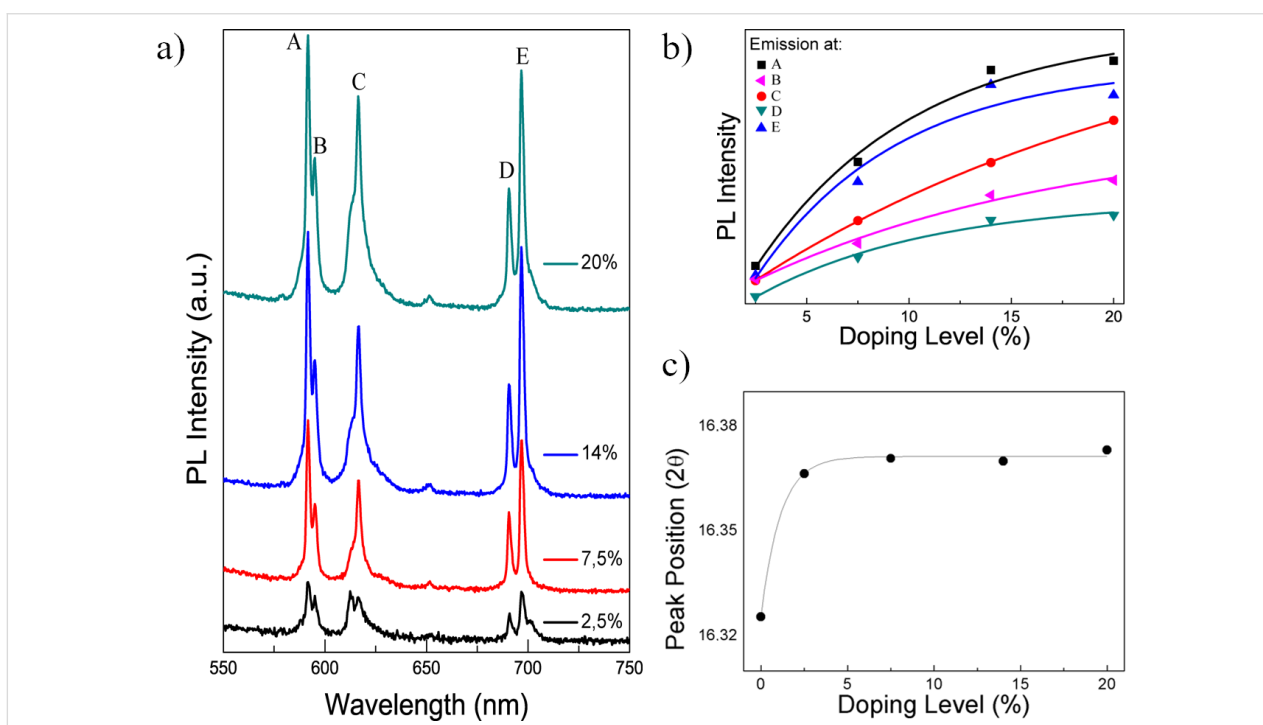 a)
A
B
C
D
E
20%
14%
7,5%
2,5%
PL Intensity (a.u.)
550 600 650 700 750
Wavelength (nm)
b)
Emission at:
A
B
C
D
E
PL Intensity
5 10 15 20
Doping Level (%)
c)
16.38
16.35
16.32
Peak Position (2θ)
0 5 10 15 20
Doping Level (%)